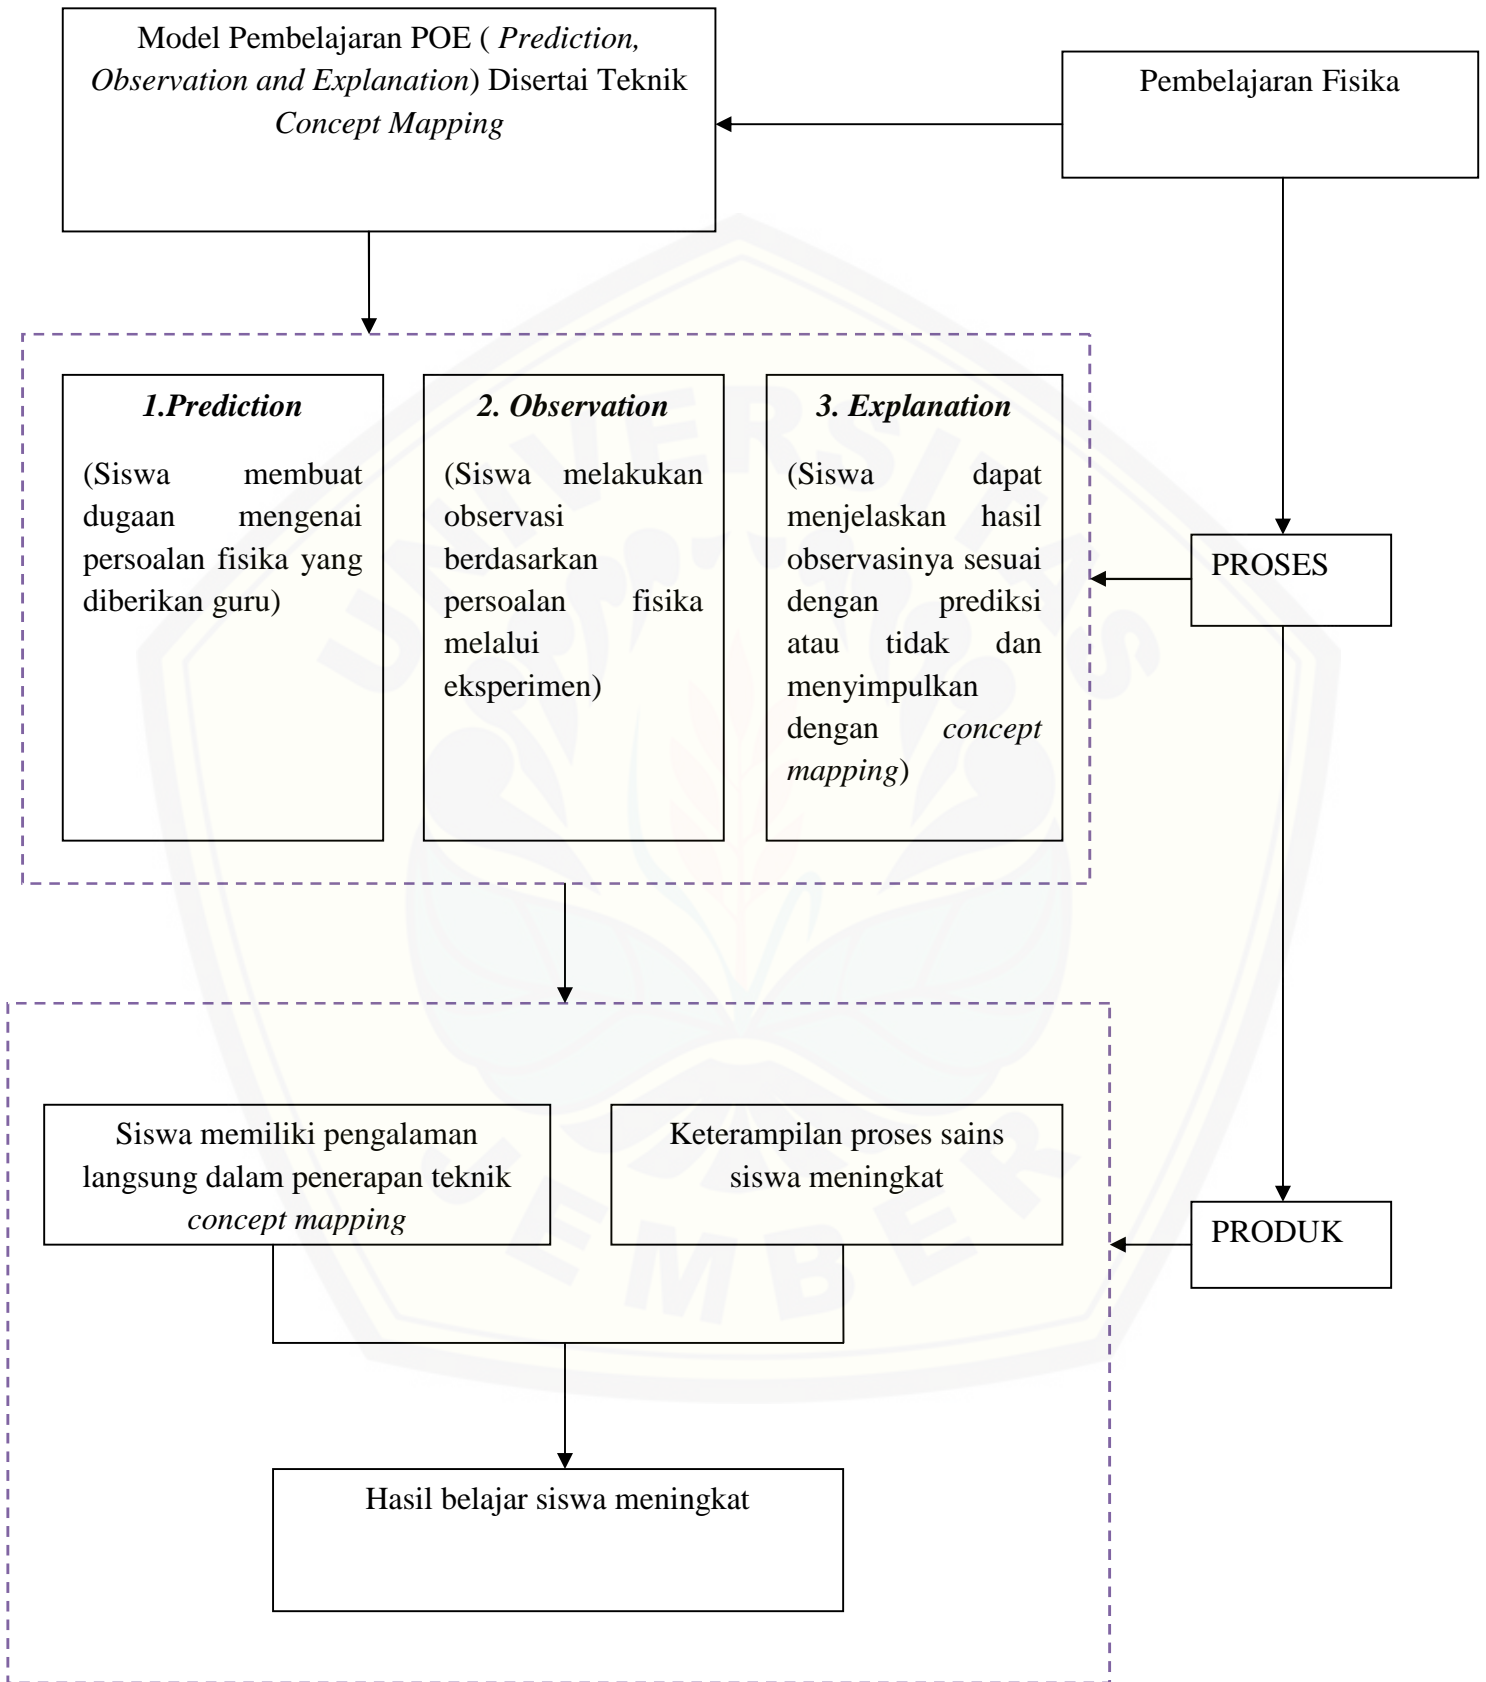 Model Pembelajaran POE ( Prediction,
Observation and Explanation) Disertai Teknik
Concept Mapping
Pembelajaran Fisika
1.Prediction
(Siswa membuat
dugaan mengenai
persoalan fisika yang
diberikan guru)
2. Observation
(Siswa melakukan
observasi
berdasarkan
persoalan fisika
melalui
eksperimen)
3. Explanation
(Siswa dapat
menjelaskan hasil
observasinya sesuai
dengan prediksi
atau tidak dan
menyimpulkan
dengan concept
mapping)
PROSES
Siswa memiliki pengalaman
langsung dalam penerapan teknik
concept mapping
Keterampilan proses sains
siswa meningkat
PRODUK
Hasil belajar siswa meningkat
UNIVERSITAS
JEMBER